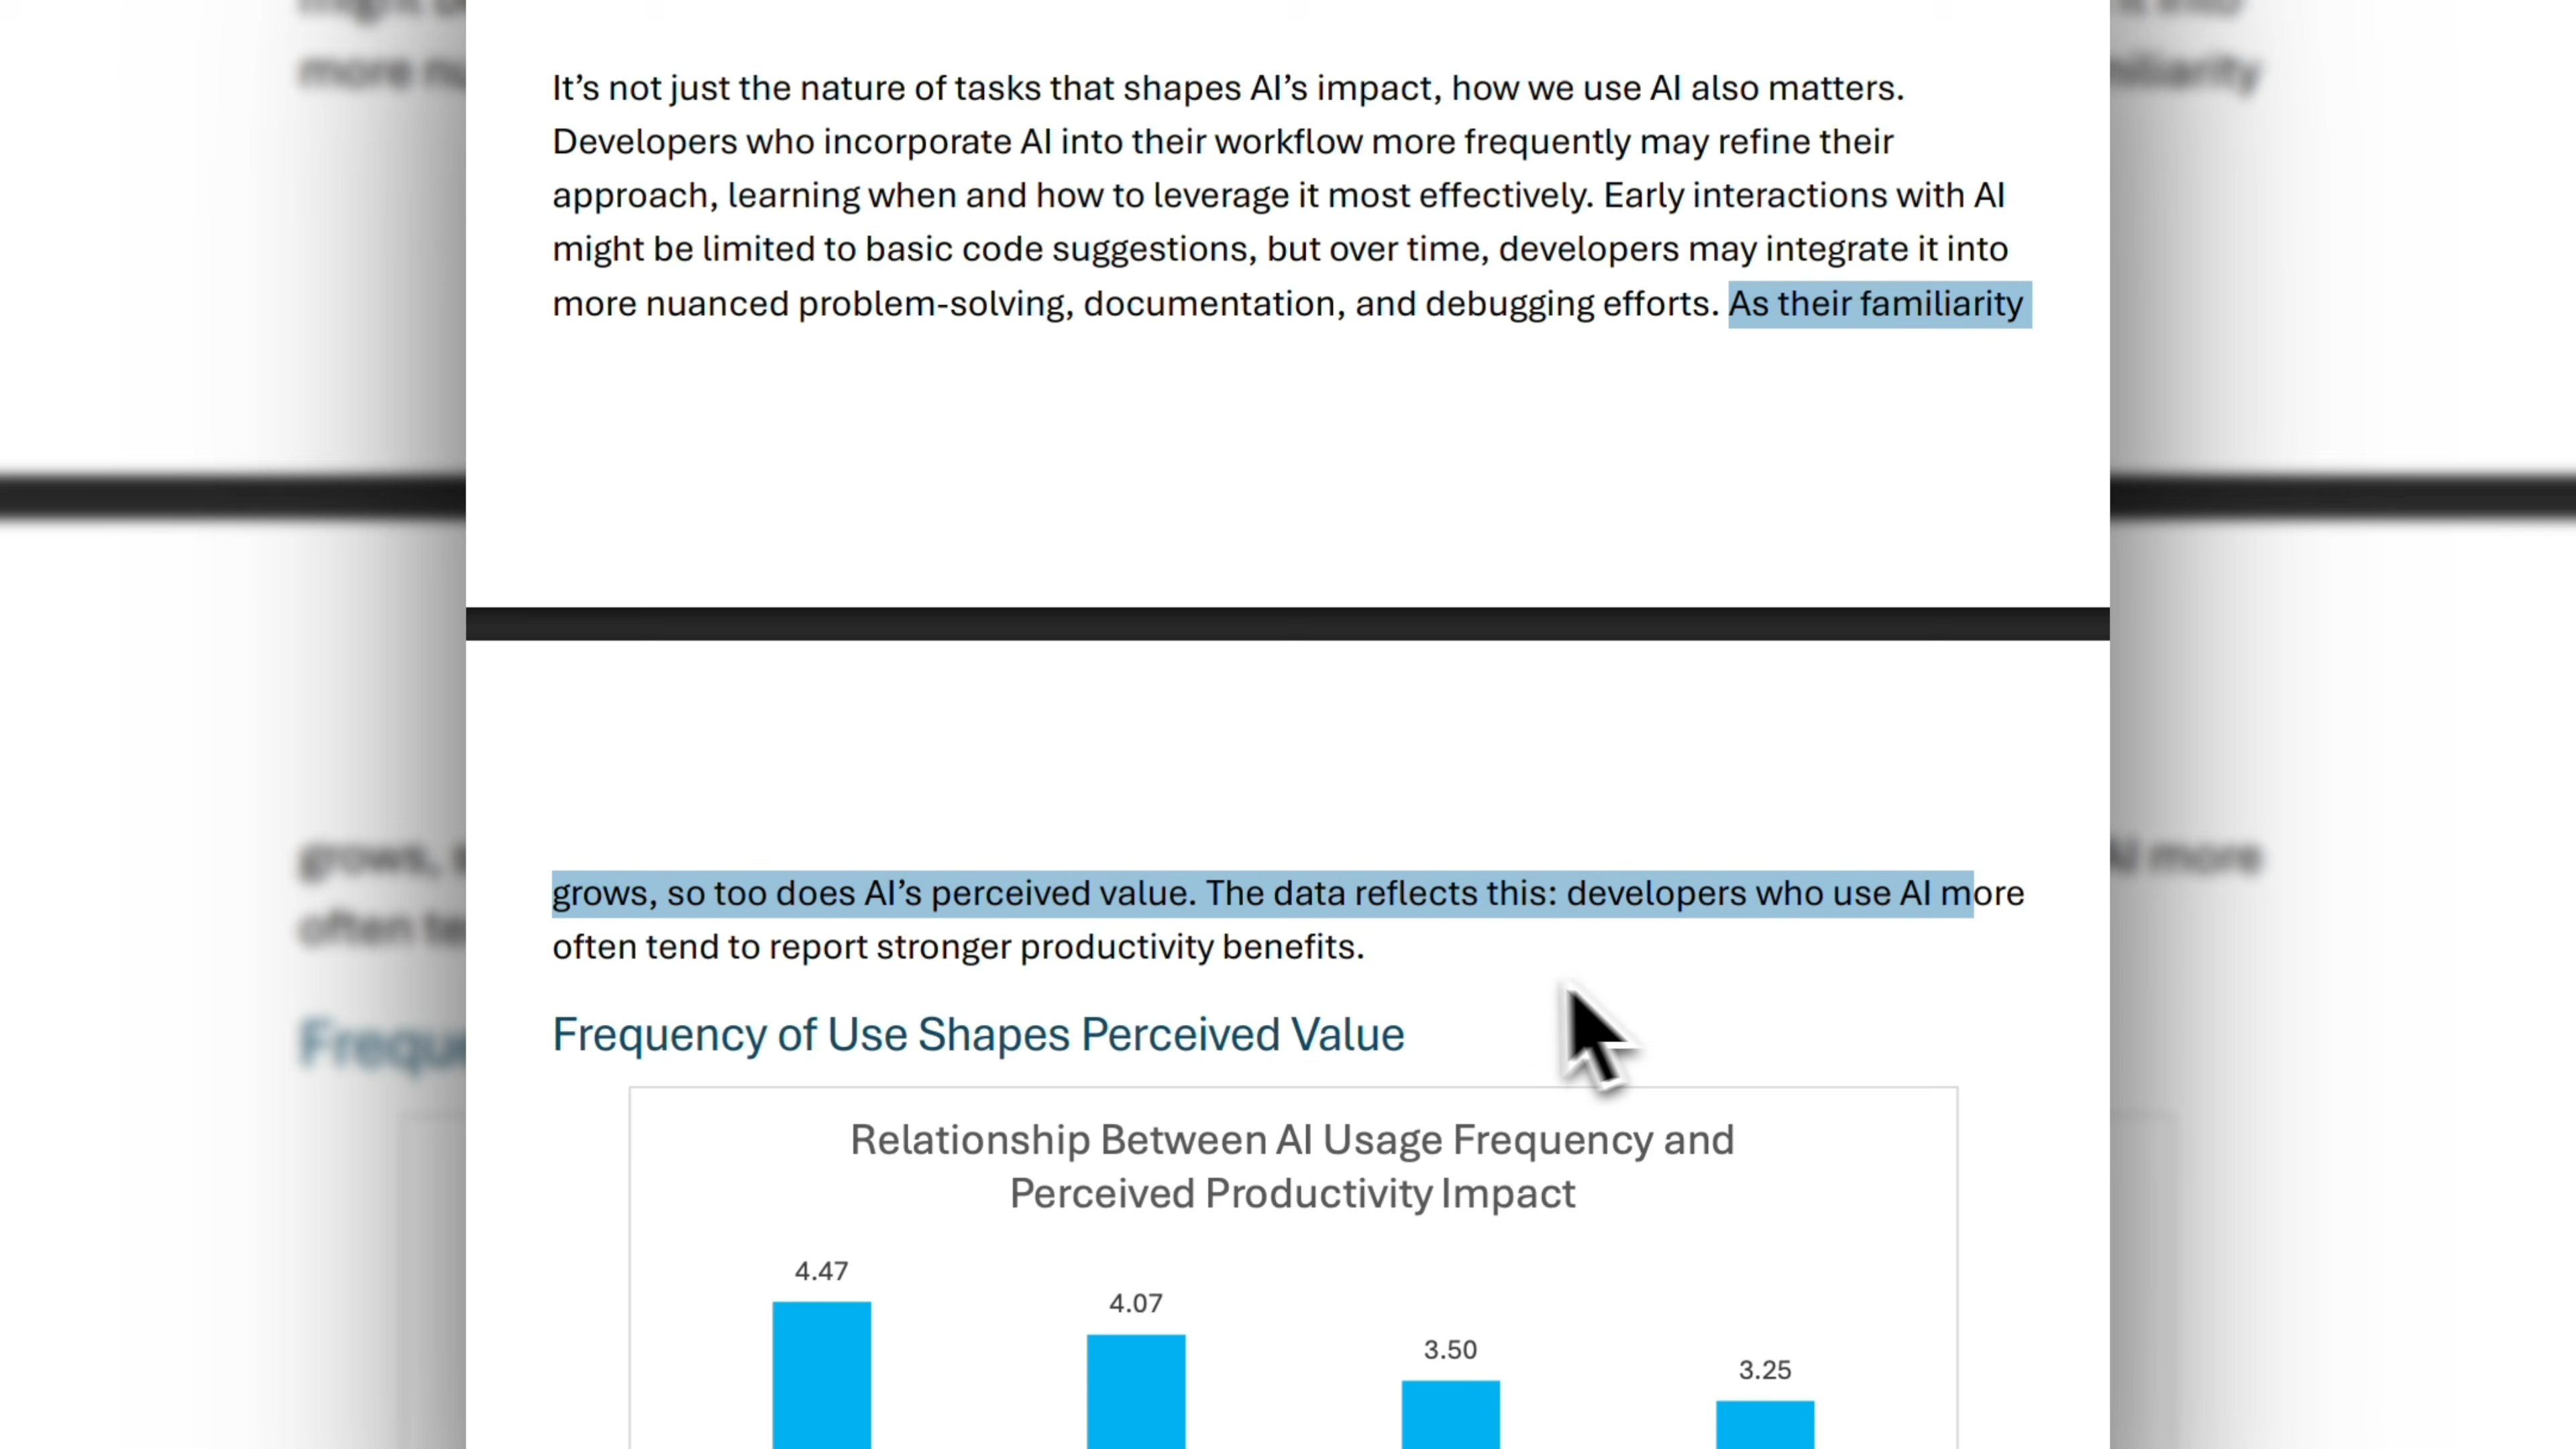 It’s not just the nature of tasks that shapes AI’s impact, how we use AI also matters.
Developers who incorporate AI into their workflow more frequently may refine their
approach, learning when and how to leverage it most effectively. Early interactions with AI
might be limited to basic code suggestions, but over time, developers may integrate it into
more nuanced problem-solving, documentation, and debugging efforts. As their familiarity
grows, so too does AI’s perceived value. The data reflects this: developers who use AI more
often tend to report stronger productivity benefits.
Frequency of Use Shapes Perceived Value
Relationship Between AI Usage Frequency and
Perceived Productivity Impact
4.47
4.07
3.50
3.25